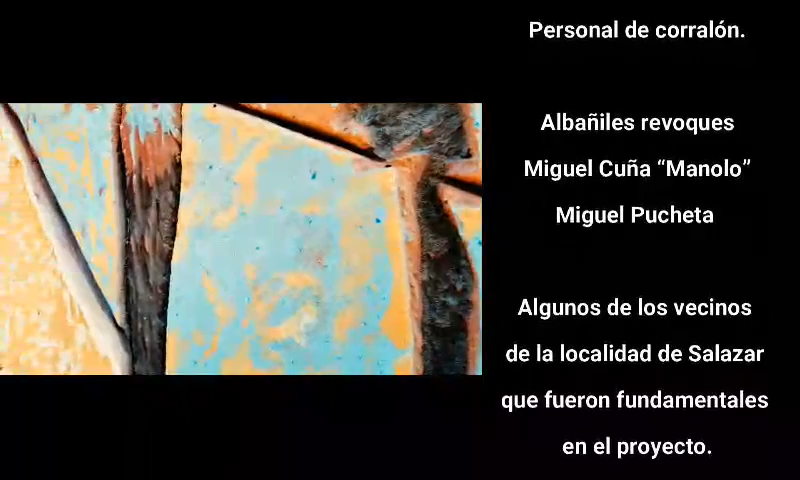 Personal de corralón.
Albañiles revoques
Miguel Cuña “Manolo”
Miguel Pucheta
Algunos de los vecinos
de la localidad de Salazar
que fueron fundamentales
en el proyecto.